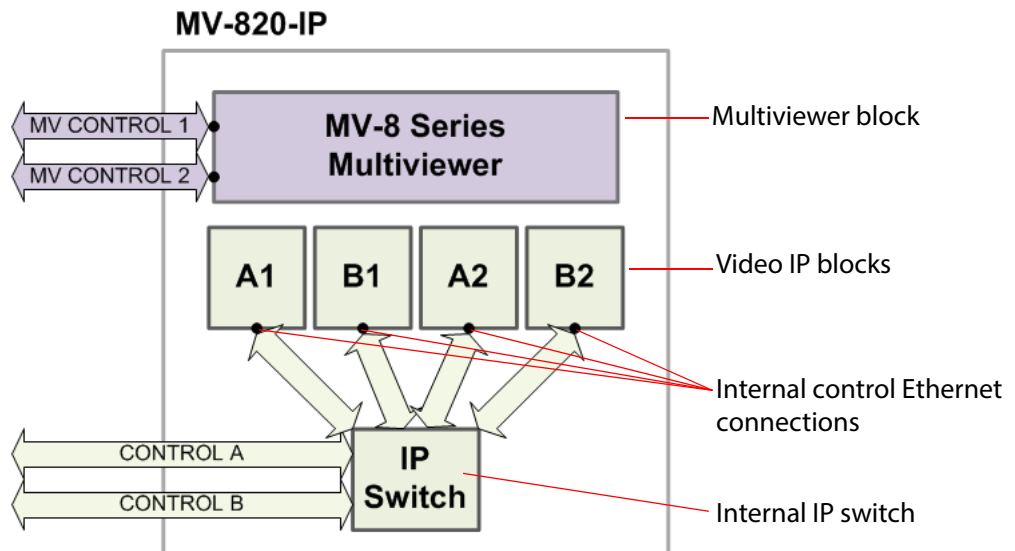 MV-820-IP
MV CONTROL 1
MV CONTROL 2
MV-8 Series
Multiviewer
Multiviewer block
A1
B1
A2
B2
Video IP blocks
Internal control Ethernet
connections
CONTROL A
CONTROL B
IP
Switch
Internal IP switch